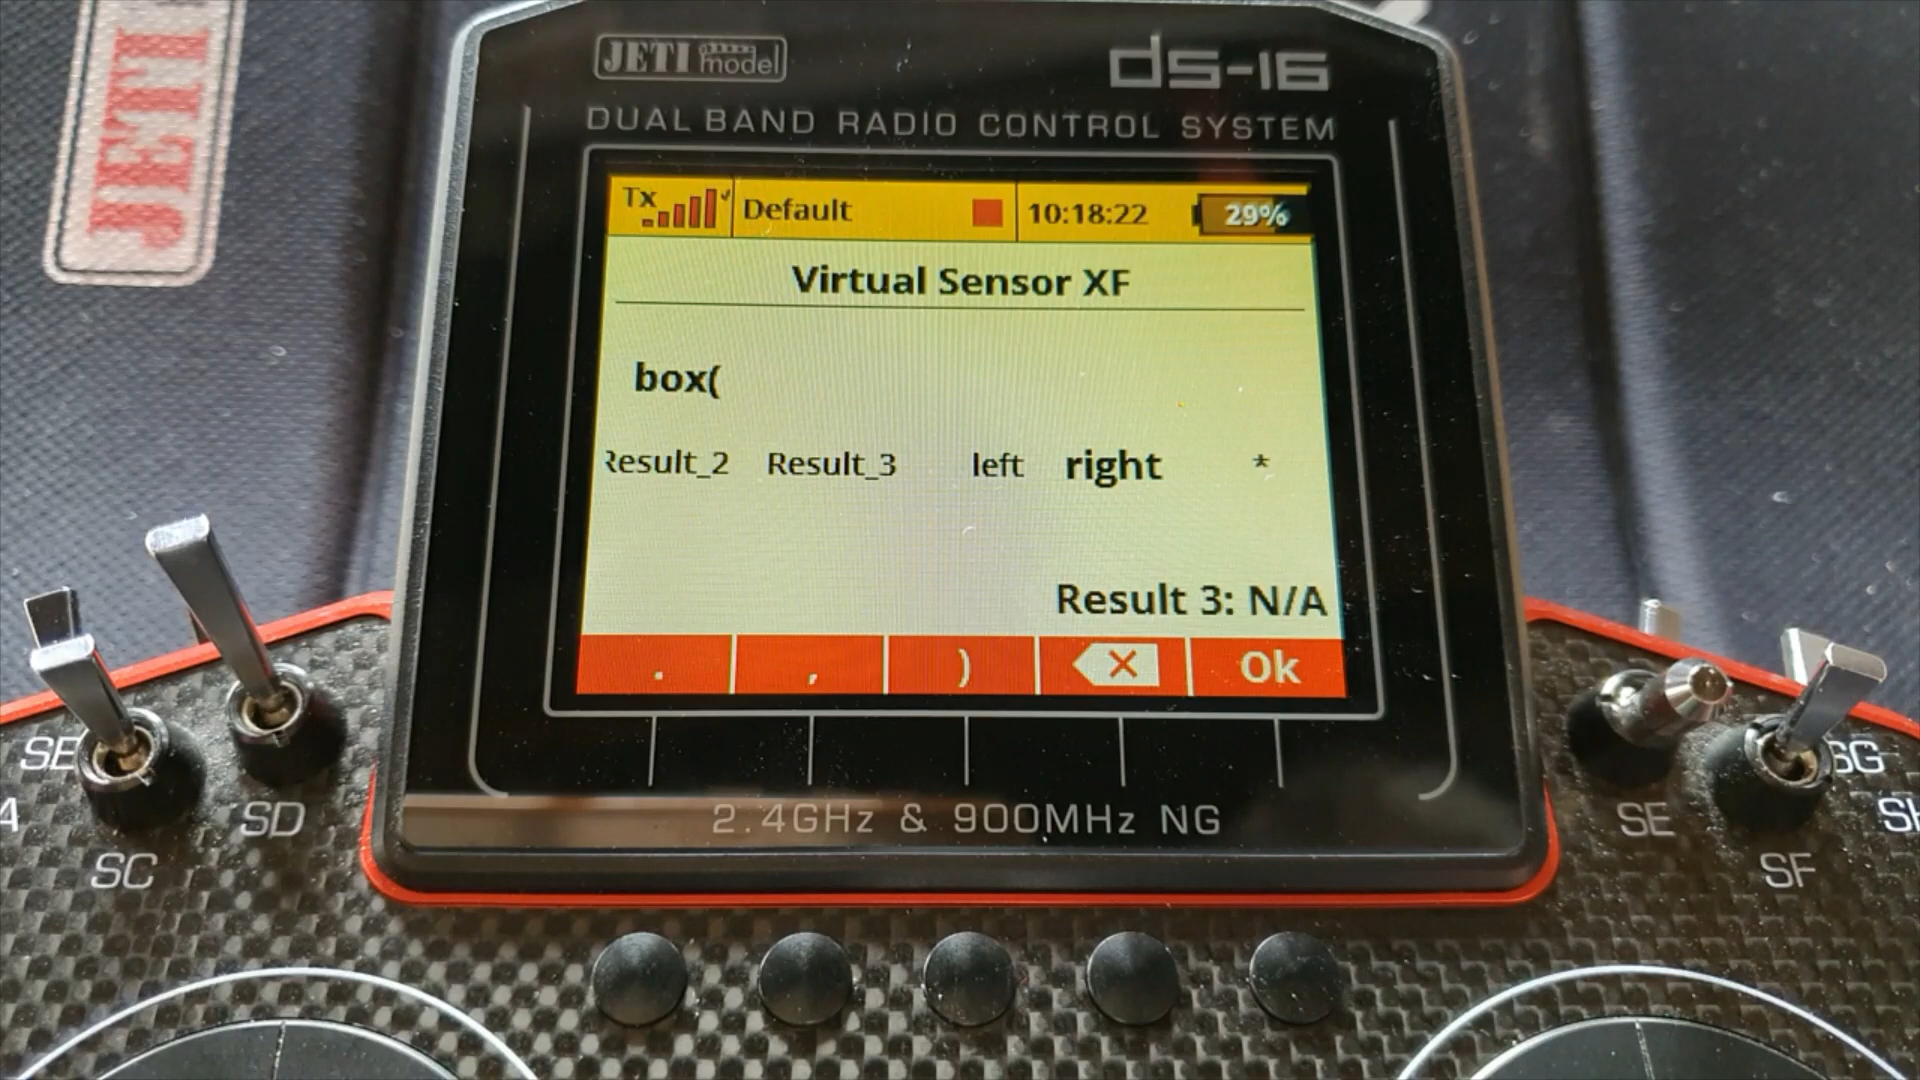 JETI
JETI model
ds-16
DUAL BAND RADIO CONTROL SYSTEM
Tx Default 10:18:22 29%
Virtual Sensor XF
box(
Result_2 Result_3 left right *
Result 3: N/A
. , ) Ok
2.4GHz & 900MHz NG
SD
SC
SE
SF
SG